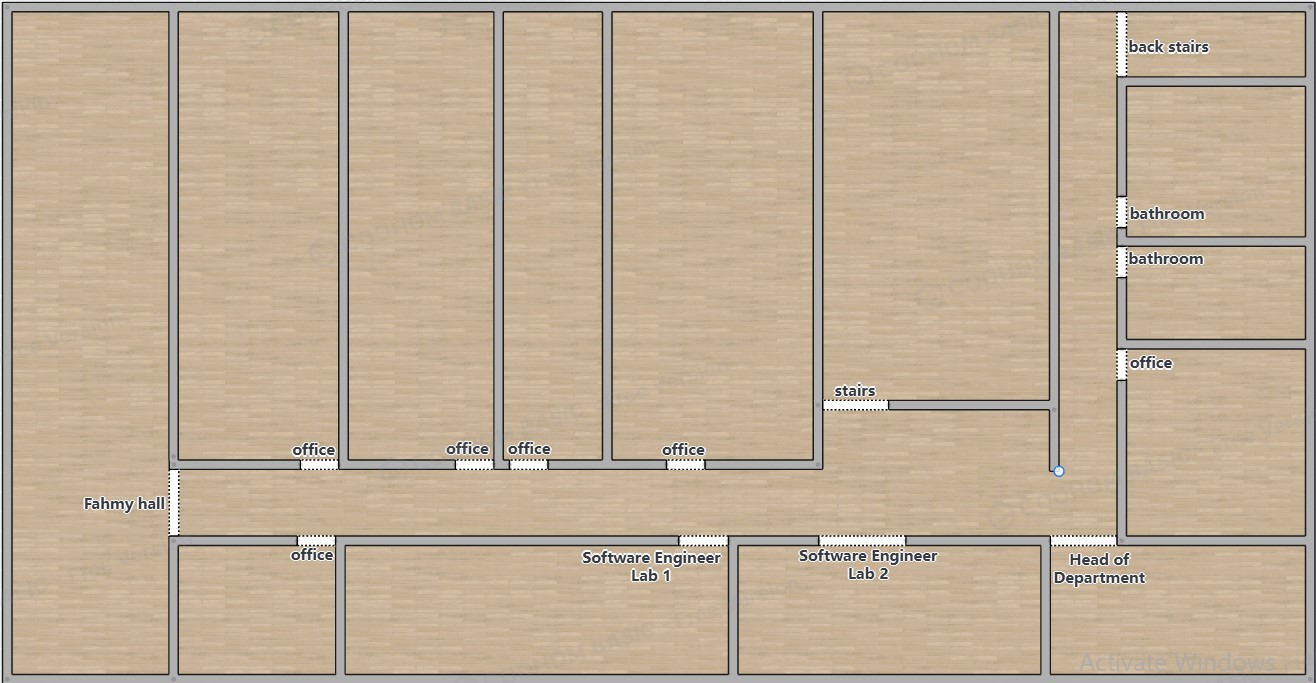 back stairs
bathroom
bathroom
office
stairs
office
office
office
office
Fahmy hall
office
Software Engineer
Lab 1
Software Engineer
Lab 2
Head of
Department
Activate Windows